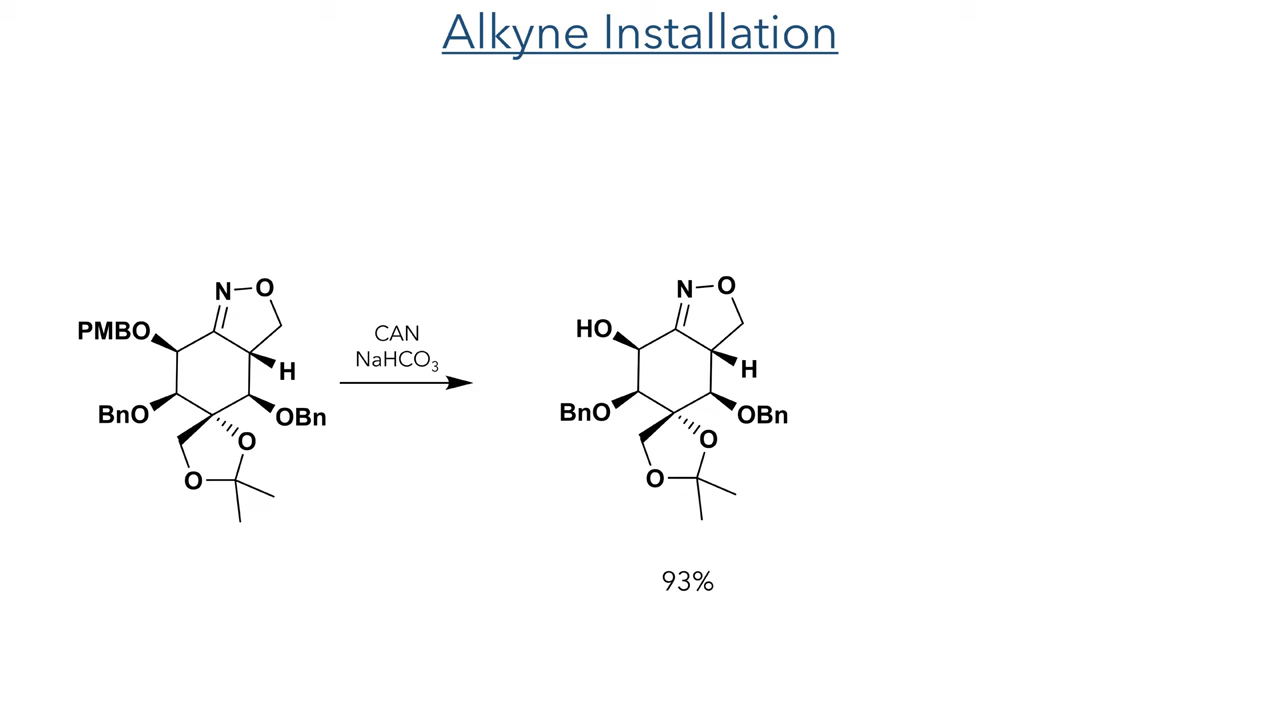 Alkyne Installation
N O
PMBO
H
BnO
OBn
O
O
CAN
NaHCO₃
N O
HO
H
BnO
OBn
O
O
93%